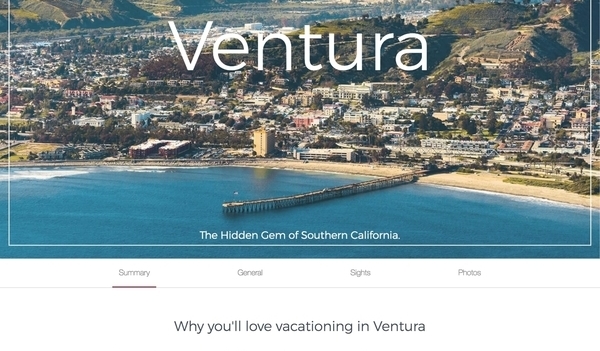 Ventura
The Hidden Gem of Southern California.
Summary General Sights Photos
Why you'll love vacationing in Ventura